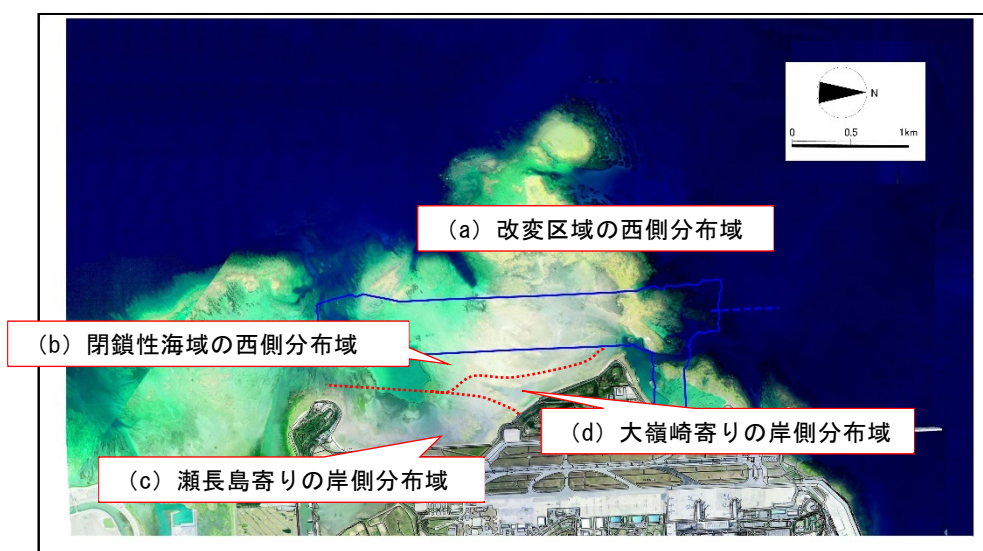 N
0 0.5 1km
(a) 改変区域の西側分布域
(b) 閉鎖性海域の西側分布域
(d) 大嶺崎寄りの岸側分布域
(c) 瀬長島寄りの岸側分布域